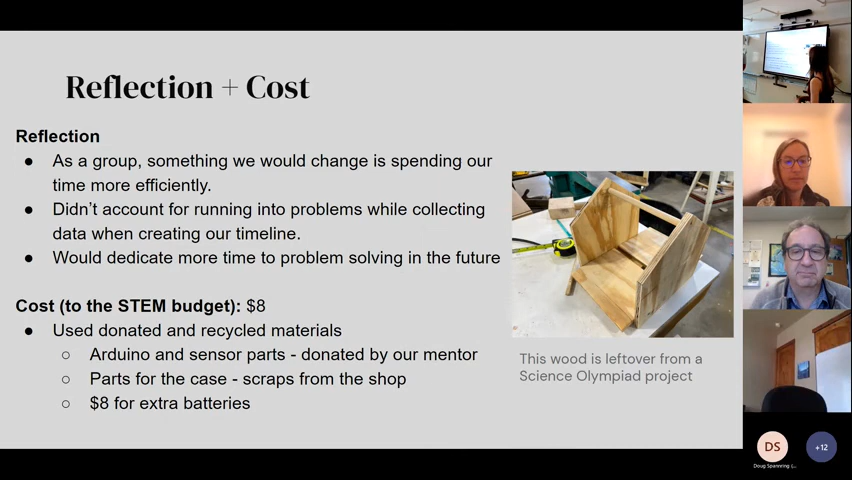 Reflection + Cost
Reflection
● As a group, something we would change is spending our
time more efficiently.
● Didn't account for running into problems while collecting
data when creating our timeline.
● Would dedicate more time to problem solving in the future
Cost (to the STEM budget): $8
● Used donated and recycled materials
○ Arduino and sensor parts - donated by our mentor
○ Parts for the case - scraps from the shop
○ $8 for extra batteries
This wood is leftover from a
Science Olympiad project
DS
+12
Doug Spanning (...